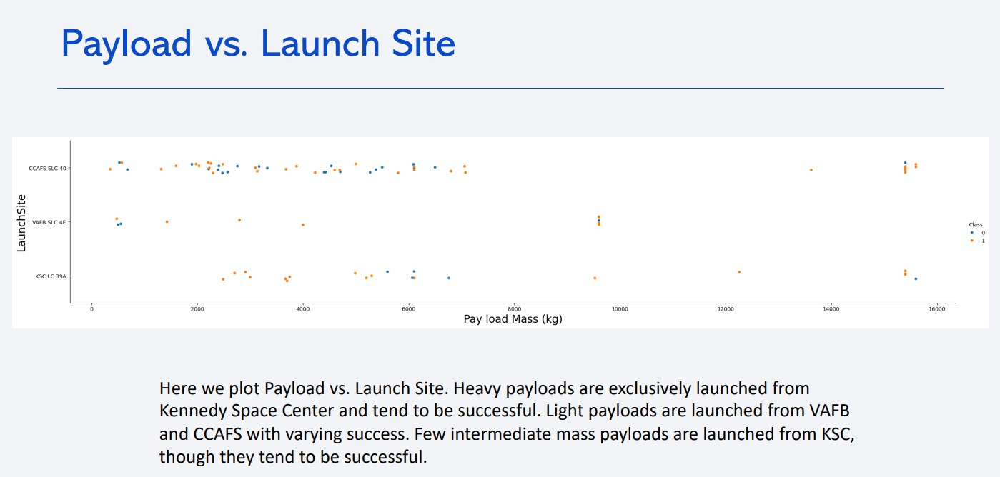 Payload vs. Launch Site
LaunchSite
CCAFS SLC 40
VAFB SLC 4E
KSC LC 39A
0 2000 4000 6000 8000 10000 12000 14000 16000
Pay load Mass (kg)
Class
0
1
Here we plot Payload vs. Launch Site. Heavy payloads are exclusively launched from
Kennedy Space Center and tend to be successful. Light payloads are launched from VAFB
and CCAFS with varying success. Few intermediate mass payloads are launched from KSC,
though they tend to be successful.